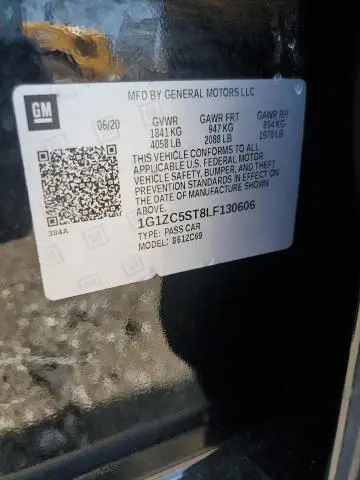 MFD BY GENERAL MOTORS LLC
GM
06/20
GVWR
1841 KG
4058 LB
GAWR FRT
947 KG
2088 LB
GAWR RR
894 KG
1970 LB
THIS VEHICLE CONFORMS TO ALL
APPLICABLE U.S. FEDERAL MOTOR
VEHICLE SAFETY, BUMPER, AND THEFT
PREVENTION STANDARDS IN EFFECT ON
THE DATE OF MANUFACTURE SHOWN
ABOVE.
384A
1G1ZC5ST8LF130606
TYPE: PASS CAR
MODEL: 861ZC69